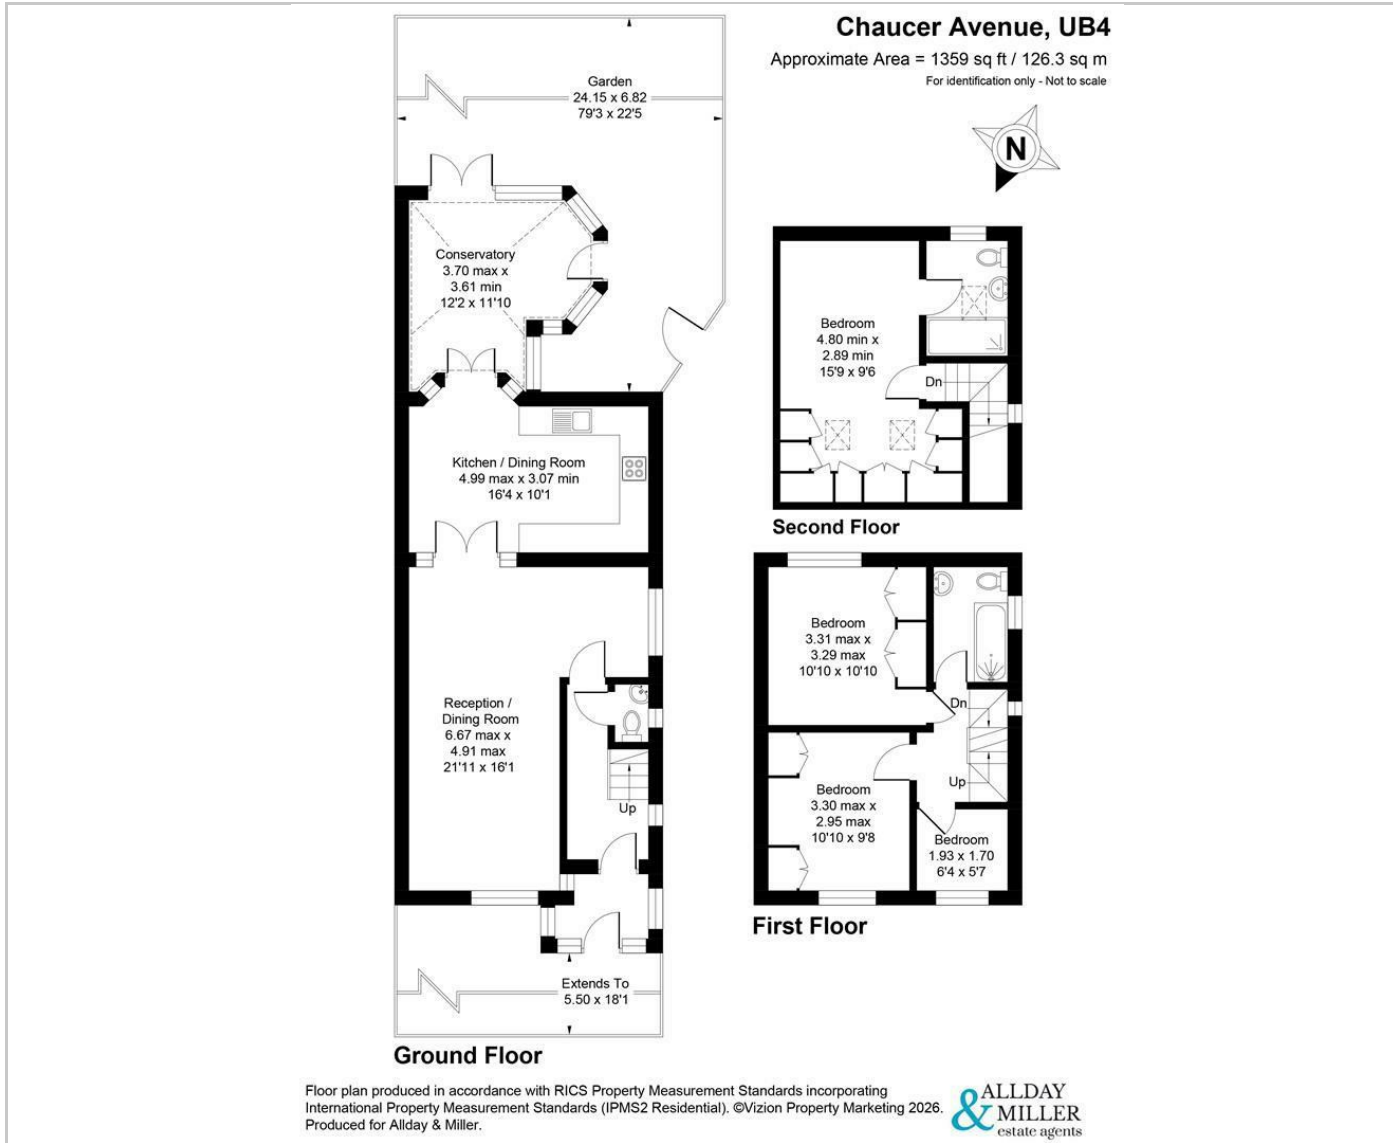 Chaucer Avenue, UB4
Approximate Area = 1359 sq ft / 126.3 sq m
For identification only - Not to scale
N
Garden
24.15 x 6.82
79'3 x 22'5
Conservatory
3.70 max x
3.61 min
12'2 x 11'10
Kitchen / Dining Room
4.99 max x 3.07 min
16'4 x 10'1
Reception /
Dining Room
6.67 max x
4.91 max
21'11 x 16'1
Up
Extends To
5.50 x 18'1
Ground Floor
Bedroom
4.80 min x
2.89 min
15'9 x 9'6
Dn
Second Floor
Bedroom
3.31 max x
3.29 max
10'10 x 10'10
Dn
Up
Bedroom
3.30 max x
2.95 max
10'10 x 9'8
Bedroom
1.93 x 1.70
6'4 x 5'7
First Floor
Floor plan produced in accordance with RICS Property Measurement Standards incorporating
International Property Measurement Standards (IPMS2 Residential). ©Vizion Property Marketing 2026.
Produced for Allday & Miller.
ALLDAY
& MILLER
estate agents